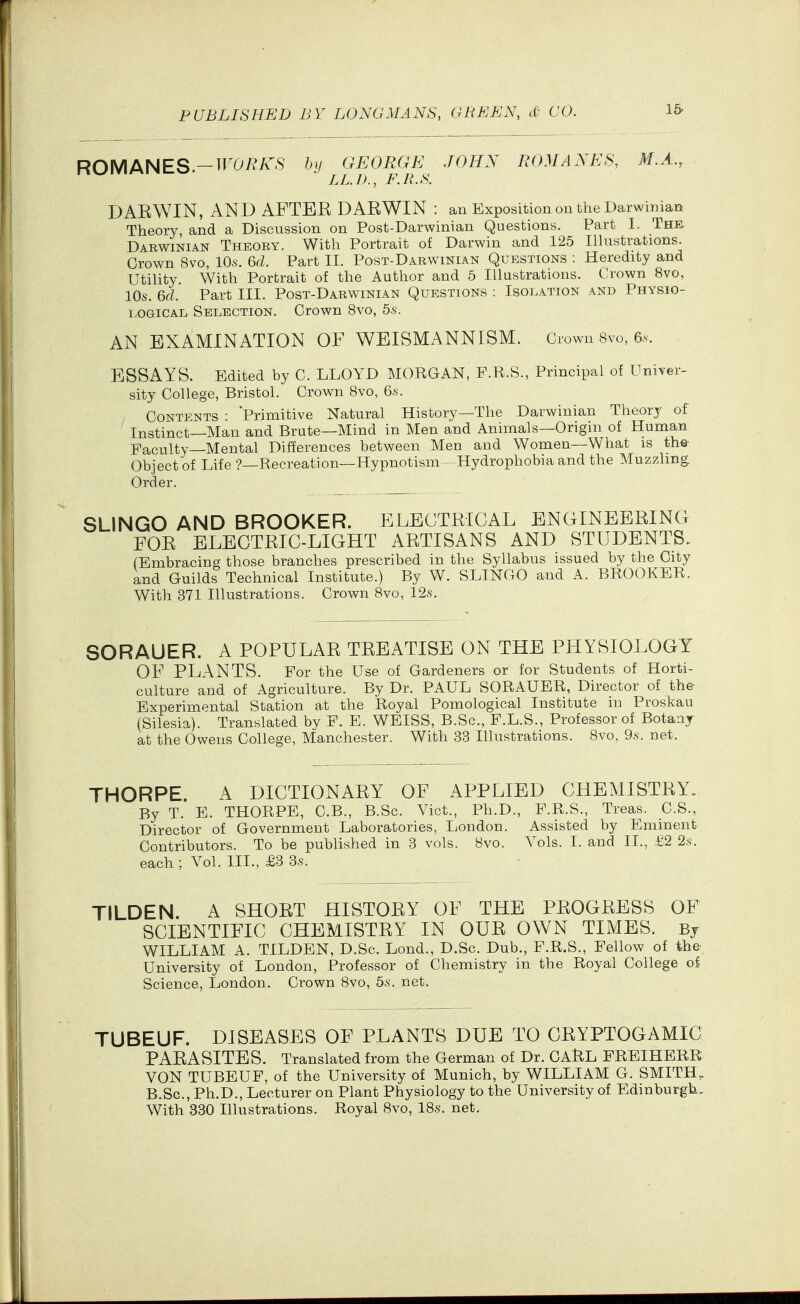 PUBLISHED BY LONGMANS, GREEN, & CO. 15
ROMANES.—WORKS by GEORGE JOHN ROMANES, M.A.,
LL.D., F.R.S.
DARWIN, AND AFTER DARWIN : an Exposition on the Darwinian
Theory, and a Discussion on Post-Darwinian Questions. Part I. The
Darwinian Theory. With Portrait of Darwin and 125 Illustrations.
Crown 8vo, 10s. 6d. Part II. Post-Darwinian Questions : Heredity and
Utility. With Portrait of the Author and 5 Illustrations. Crown 8vo,
10s. 6d. Part III. Post-Darwinian Questions : Isolation and Physio-
logical Selection. Crown 8vo, 5s.
AN EXAMINATION OF WEISMANNISM. Crown 8vo, 6s.
ESSAYS. Edited by C. LLOYD MORGAN, F.R.S., Principal of Univer-
sity College, Bristol. Crown 8vo, 6s.
Contents : Primitive Natural History—The Darwinian Theory of
Instinct—Man and Brute—Mind in Men and Animals—Origin of Human
Faculty—Mental Differences between Men and Women—What is the
Object of Life ?—Recreation—Hypnotism—Hydrophobia and the Muzzling
Order.
SLINGO AND BROOKER. ELECTRICAL ENGINEERING
FOR ELECTRIC-LIGHT ARTISANS AND STUDENTS.
(Embracing those branches prescribed in the Syllabus issued by the City
and Guilds Technical Institute.) By W. SLINGO and A. BROOKER.
With 371 Illustrations. Crown 8vo, 12s.
SORAUER. A POPULAR TREATISE ON THE PHYSIOLOGY
OF PLANTS. For the Use of Gardeners or for Students of Horti-
culture and of Agriculture. By Dr. PAUL SORAUER, Director of the
Experimental Station at the Royal Pomological Institute in Proskau
(Silesia). Translated by F. E. WEISS, B.Sc., F.L.S., Professor of Botany
at the Owens College, Manchester. With 33 Illustrations. 8vo, 9s. net.
THORPE. A DICTIONARY OF APPLIED CHEMISTRY.
By T. E. THORPE, C.B., B.Sc. Vict., Ph.D., F.R.S., Treas. C.S.,
Director of Government Laboratories, London. Assisted by Eminent
Contributors. To be published in 3 vols. 8vo. Vols. I. and II., £2 2s.
each ; Vol. III., £3 3s.
TILDEN. A SHORT HISTORY OF THE PROGRESS OF
SCIENTIFIC CHEMISTRY IN OUR OWN TIMES. By
WILLIAM A. TILDEN, D.Sc. Lond., D.Sc. Dub., F.R.S., Fellow of the
University of London, Professor of Chemistry in the Royal College of
Science, London. Crown 8vo, 5s. net.
TUBEUF. DISEASES OF PLANTS DUE TO CRYPTOGAMIC
PARASITES. Translated from the German of Dr. CARL FREIHERR
VON TUBEUF, of the University of Munich, by WILLIAM G. SMITH,
B.Sc., Ph.D., Lecturer on Plant Physiology to the University of Edinburgh.
With 330 Illustrations. Royal 8vo, 18s. net.